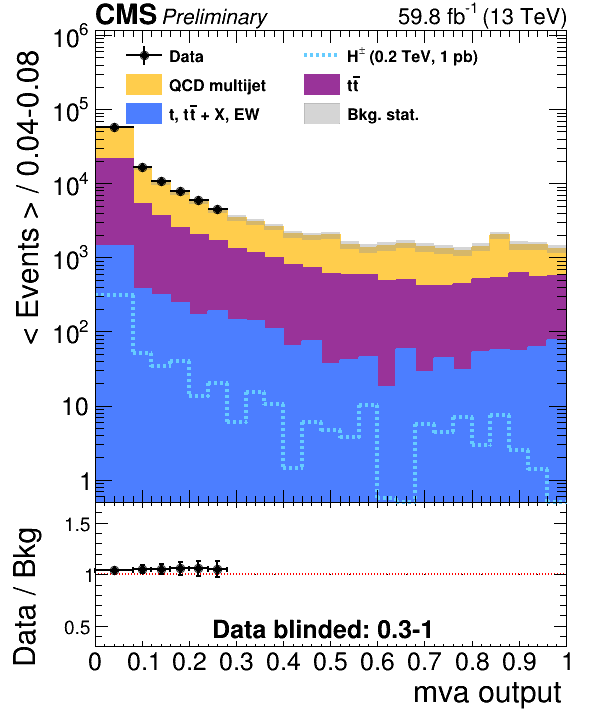 CMS Preliminary 59.8 fb⁻¹ (13 TeV)
< Events > / 0.04-0.08
Data
H± (0.2 TeV, 1 pb)
QCD multijet
tt̄
t, tt̄ + X, EW
Bkg. stat.
10⁶
10⁵
10⁴
10³
10²
10
1
Data / Bkg
1.5
1
0.5
Data blinded: 0.3-1
0 0.1 0.2 0.3 0.4 0.5 0.6 0.7 0.8 0.9 1
mva output